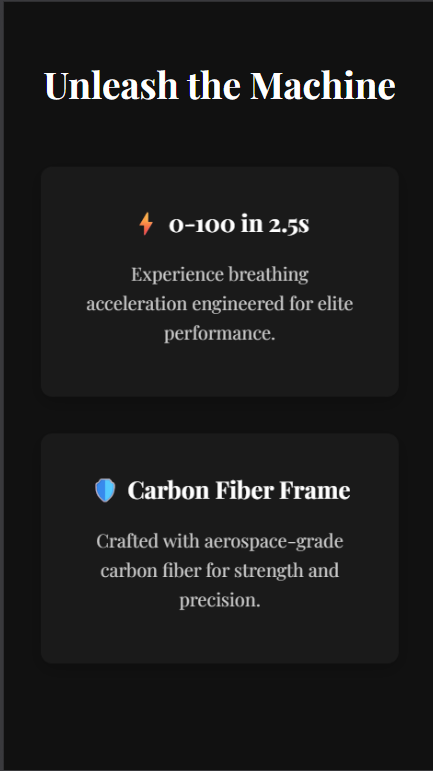 Unleash the Machine
0-100 in 2.5s
Experience breathing
acceleration engineered for elite
performance.
Carbon Fiber Frame
Crafted with aerospace-grade
carbon fiber for strength and
precision.